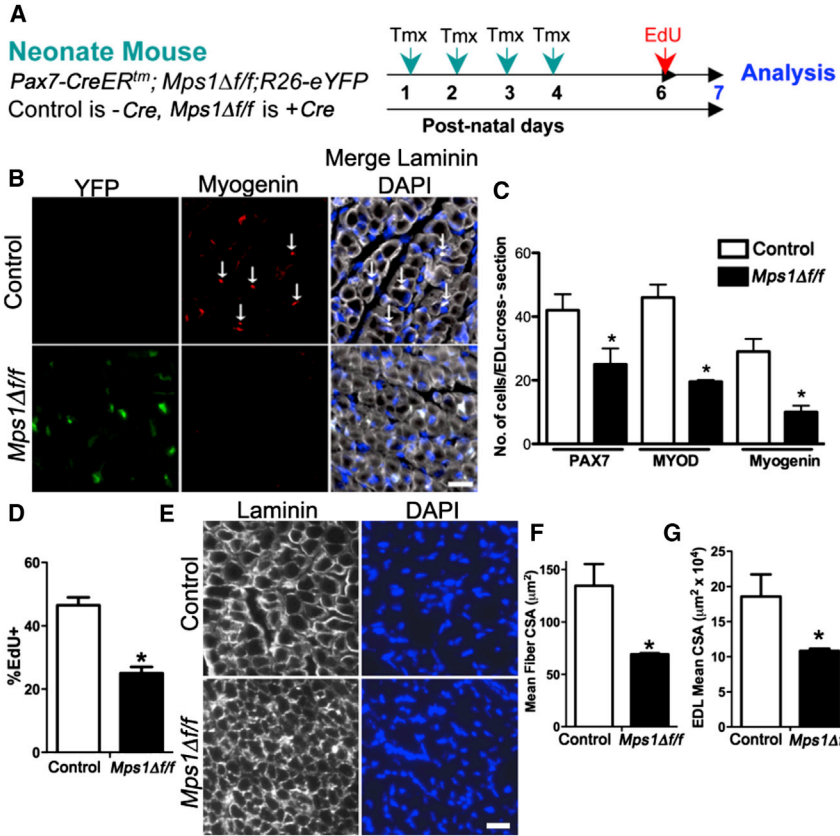 A
Neonate Mouse
Pax7-CreERtm; Mps1Δf/f;R26-eYFP
Control is -Cre, Mps1Δf/f is +Cre
Tmx Tmx Tmx Tmx EdU
1 2 3 4 6 7
Post-natal days
Analysis
B
YFP Myogenin Merge Laminin DAPI
Control
Mps1Δf/f
C
No. of cells/EDLcross- section
60
40
20
0
Control
Mps1Δf/f
* * *
PAX7 MYOD Myogenin
D
%EdU+
60
40
20
0
*
Control Mps1Δf/f
E
Laminin DAPI
Control
Mps1Δf/f
F
Mean Fiber CSA (μm2)
150
100
50
0
*
Control Mps1Δf/f
G
EDL Mean CSA (μm2 x 104)
25
20
15
10
5
0
*
Control Mps1Δf/